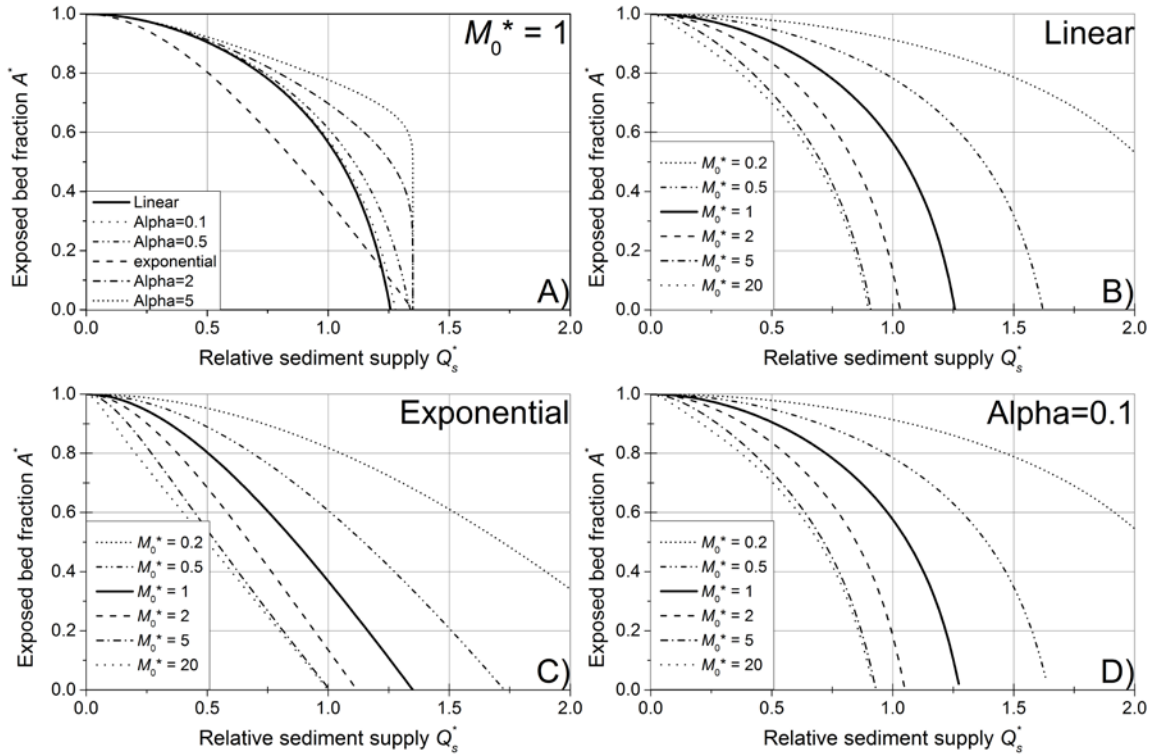 M₀* = 1
1.0
0.8
0.6
0.4
0.2
0.0
Exposed bed fraction A*
Linear
Alpha=0.1
Alpha=0.5
exponential
Alpha=2
Alpha=5
A)
0.0 0.5 1.0 1.5 2.0
Relative sediment supply Qₛ*
Linear
1.0
0.8
0.6
0.4
0.2
0.0
Exposed bed fraction A*
M₀* = 0.2
M₀* = 0.5
M₀* = 1
M₀* = 2
M₀* = 5
M₀* = 20
B)
0.0 0.5 1.0 1.5 2.0
Relative sediment supply Qₛ*
Exponential
1.0
0.8
0.6
0.4
0.2
0.0
Exposed bed fraction A*
M₀* = 0.2
M₀* = 0.5
M₀* = 1
M₀* = 2
M₀* = 5
M₀* = 20
C)
0.0 0.5 1.0 1.5 2.0
Relative sediment supply Qₛ*
Alpha=0.1
1.0
0.8
0.6
0.4
0.2
0.0
Exposed bed fraction A*
M₀* = 0.2
M₀* = 0.5
M₀* = 1
M₀* = 2
M₀* = 5
M₀* = 20
D)
0.0 0.5 1.0 1.5 2.0
Relative sediment supply Qₛ*